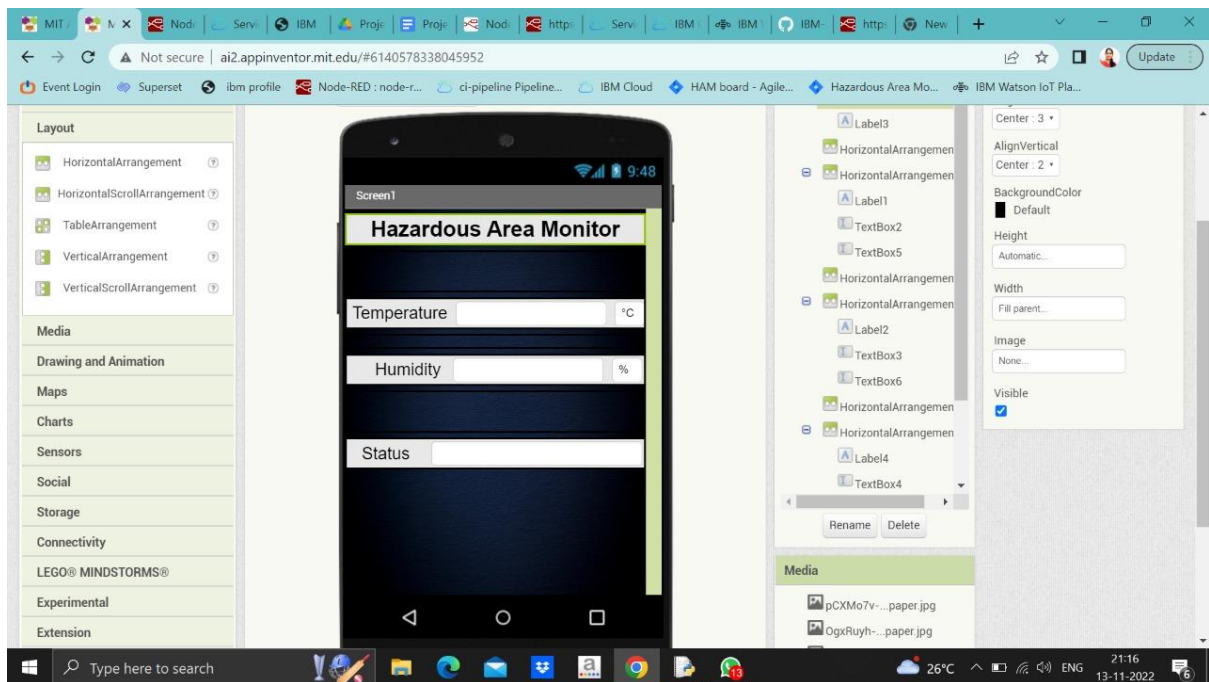 MIT A
N
Node
Servi
IBM
Proje
Proje
Node
https
Servi
IBM C
IBM 1
IBM-
https
New
Not secure | ai2.appinventor.mit.edu/#6140578338045952
Update
Event Login
Superset
ibm profile
Node-RED : node-r...
ci-pipeline Pipeline...
IBM Cloud
HAM board - Agile...
Hazardous Area Mo...
IBM Watson IoT Pla...
Layout
HorizontalArrangement
HorizontalScrollArrangement
TableArrangement
VerticalArrangement
VerticalScrollArrangement
Media
Drawing and Animation
Maps
Charts
Sensors
Social
Storage
Connectivity
LEGO® MINDSTORMS®
Experimental
Extension
9:48
Screen1
Hazardous Area Monitor
Temperature
°C
Humidity
%
Status
Label3
HorizontalArrangemen
HorizontalArrangemen
Label1
TextBox2
TextBox5
HorizontalArrangemen
HorizontalArrangemen
Label2
TextBox3
TextBox6
HorizontalArrangemen
HorizontalArrangemen
Label4
TextBox4
Rename Delete
Media
pCXMo7v-...paper.jpg
OgxRuyh-...paper.jpg
Center : 3
AlignVertical
Center : 2
BackgroundColor
Default
Height
Automatic...
Width
Fill parent...
Image
None...
Visible
Type here to search
a
13
26°C
ENG
21:16
13-11-2022
6